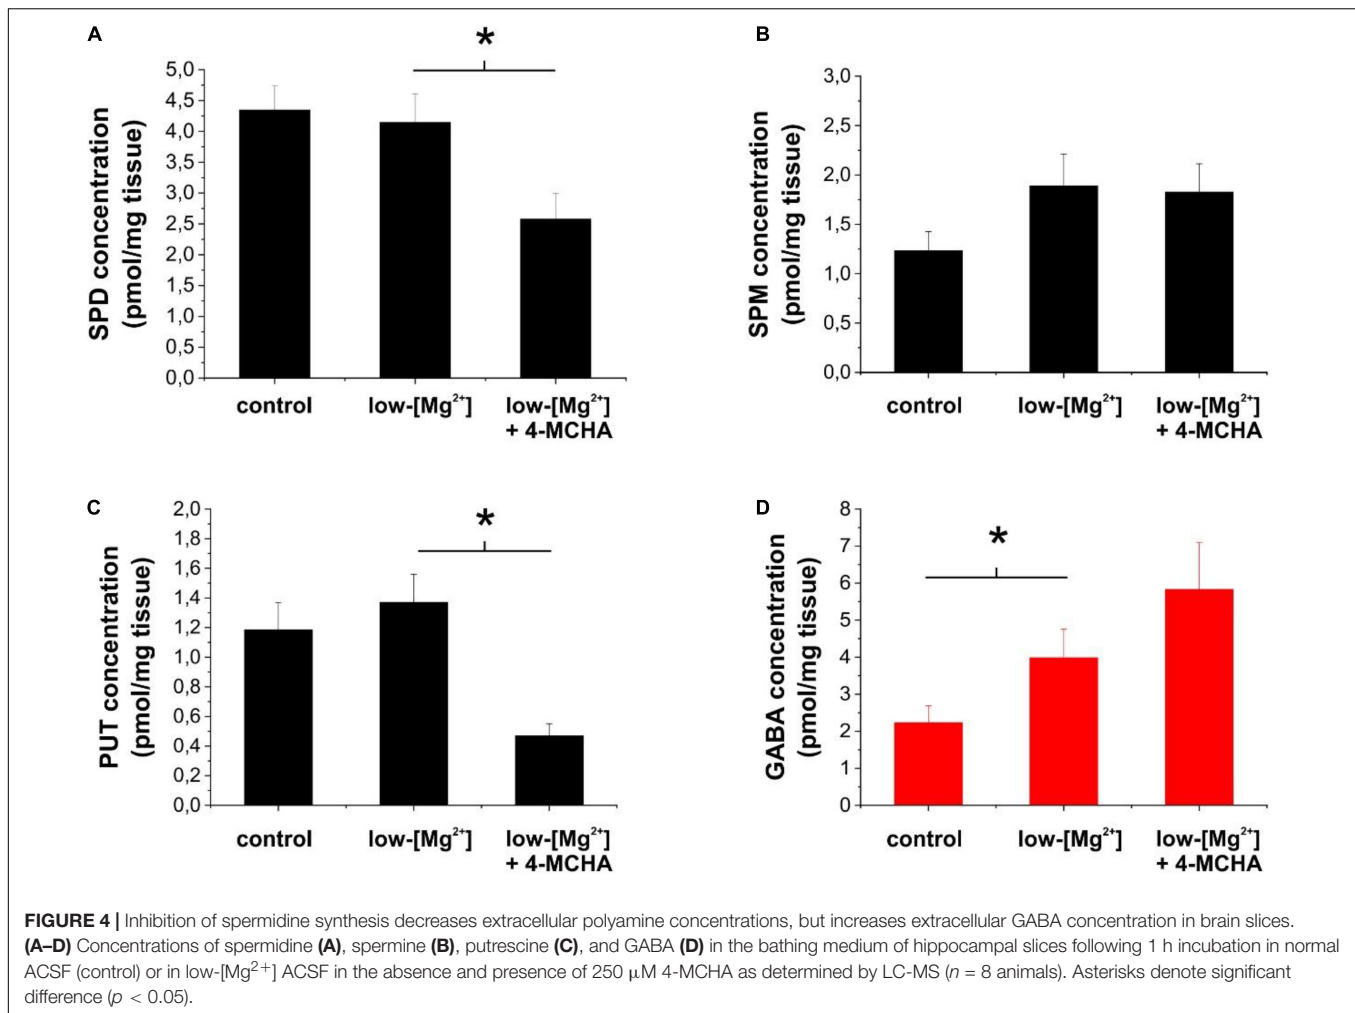 A
*
SPD concentration
(pmol/mg tissue)
5,0
4,5
4,0
3,5
3,0
2,5
2,0
1,5
1,0
0,5
0,0
control
low-[Mg²⁺]
low-[Mg²⁺]
+ 4-MCHA
B
SPM concentration
(pmol/mg tissue)
3,0
2,5
2,0
1,5
1,0
0,5
0,0
control
low-[Mg²⁺]
low-[Mg²⁺]
+ 4-MCHA
C
*
PUT concentration
(pmol/mg tissue)
2,0
1,8
1,6
1,4
1,2
1,0
0,8
0,6
0,4
0,2
0,0
control
low-[Mg²⁺]
low-[Mg²⁺]
+ 4-MCHA
D
*
GABA concentration
(pmol/mg tissue)
8
7
6
5
4
3
2
1
0
control
low-[Mg²⁺]
low-[Mg²⁺]
+ 4-MCHA
FIGURE 4 | Inhibition of spermidine synthesis decreases extracellular polyamine concentrations, but increases extracellular GABA concentration in brain slices.
(A–D) Concentrations of spermidine (A), spermine (B), putrescine (C), and GABA (D) in the bathing medium of hippocampal slices following 1 h incubation in normal
ACSF (control) or in low-[Mg²⁺] ACSF in the absence and presence of 250 μM 4-MCHA as determined by LC-MS (n = 8 animals). Asterisks denote significant
difference (p < 0.05).